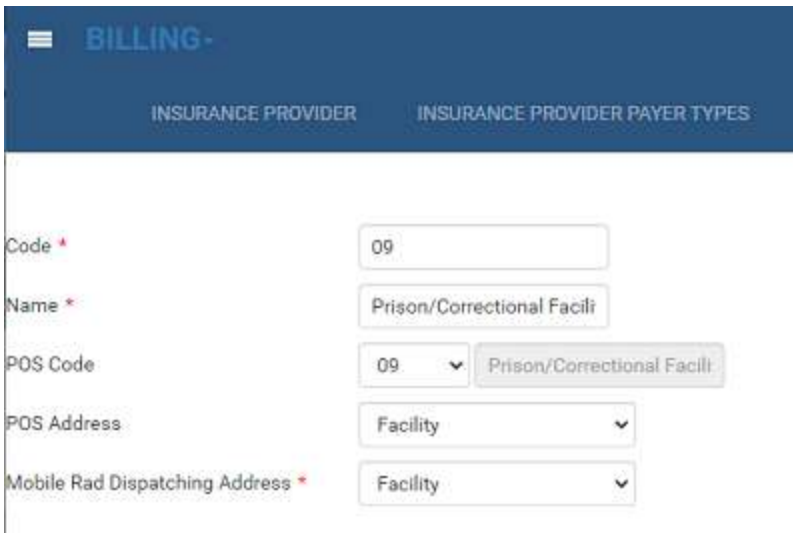 BILLING-
INSURANCE PROVIDER INSURANCE PROVIDER PAYER TYPES
Code * 09
Name * Prison/Correctional Facili
POS Code 09 Prison/Correctional Facili
POS Address Facility
Mobile Rad Dispatching Address * Facility